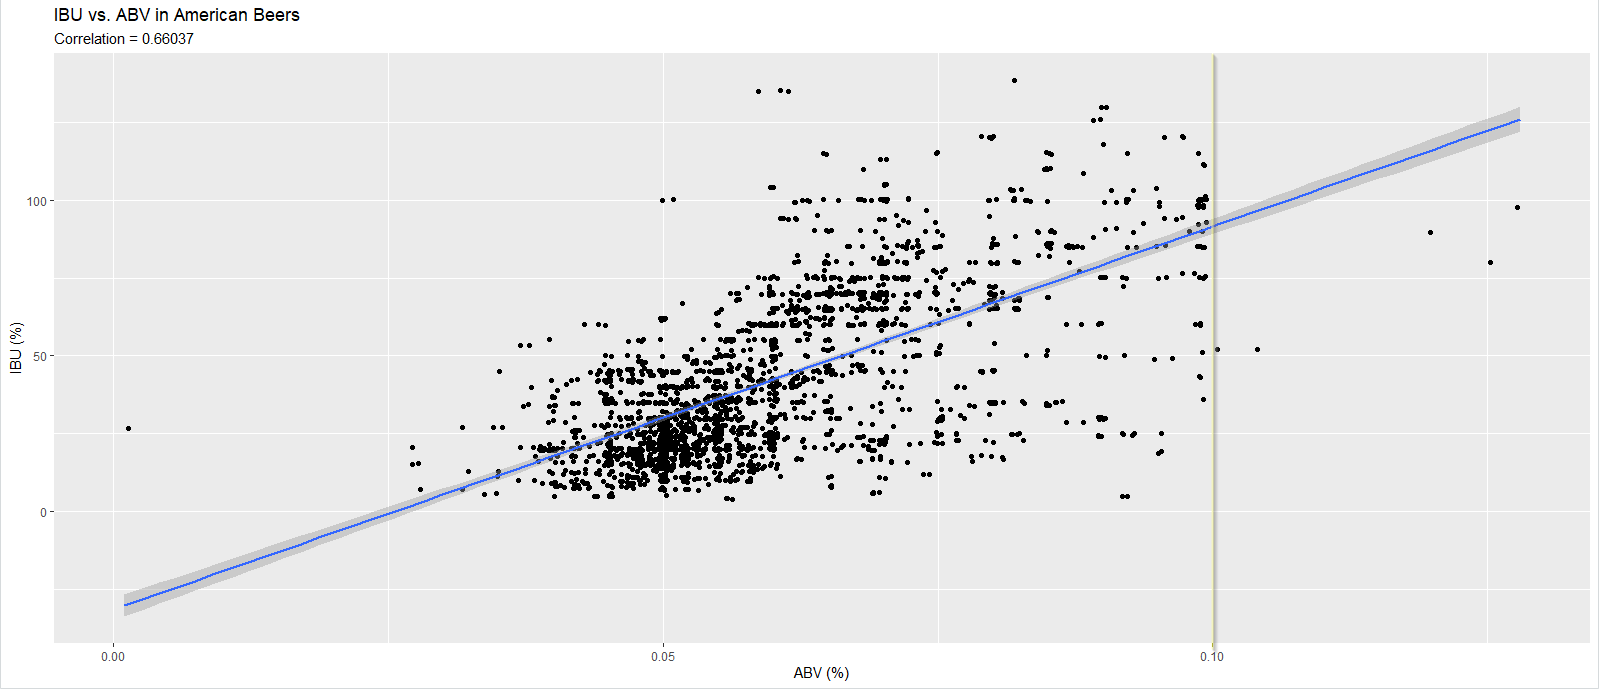 IBU vs. ABV in American Beers
Correlation = 0.66037
100
50
0
IBU (%)
0.00 0.05 0.10
ABV (%)